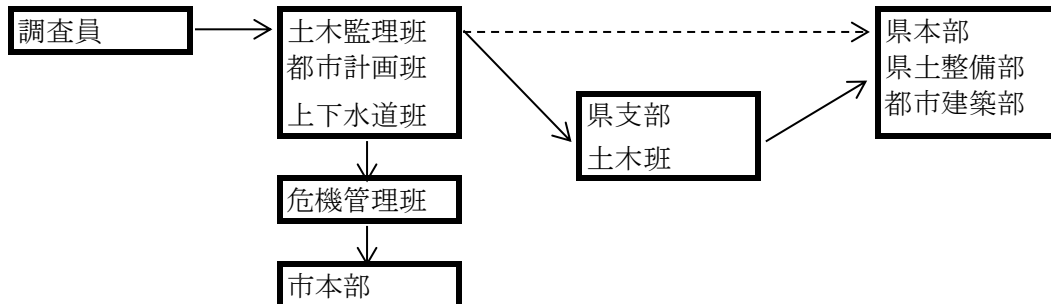 調査員
土木監理班
都市計画班
上下水道班
県本部
県土整備部
都市建築部
県支部
土木班
危機管理班
市本部